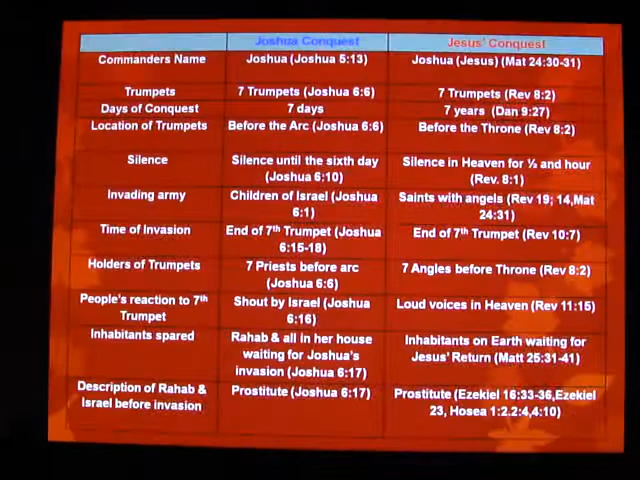 Joshua Conquest
Jesus' Conquest
Commanders Name
Joshua (Joshua 5:13)
Joshua (Jesus) (Mat 24:30-31)
Trumpets
7 Trumpets (Joshua 6:6)
7 Trumpets (Rev 8:2)
Days of Conquest
7 days
7 years (Dan 9:27)
Location of Trumpets
Before the Arc (Joshua 6:6)
Before the Throne (Rev 8:2)
Silence
Silence until the sixth day
(Joshua 6:10)
Silence in Heaven for ½ and hour
(Rev. 8:1)
Invading army
Children of Israel (Joshua
6:1)
Saints with angels (Rev 19; 14,Mat
24:31)
Time of Invasion
End of 7th Trumpet (Joshua
6:15-18)
End of 7th Trumpet (Rev 10:7)
Holders of Trumpets
7 Priests before arc
(Joshua 6:6)
7 Angles before Throne (Rev 8:2)
People's reaction to 7th
Trumpet
Shout by Israel (Joshua
6:16)
Loud voices in Heaven (Rev 11:15)
Inhabitants spared
Rahab & all in her house
waiting for Joshua's
invasion (Joshua 6:17)
Inhabitants on Earth waiting for
Jesus' Return (Matt 25:31-41)
Description of Rahab &
Israel before invasion
Prostitute (Joshua 6:17)
Prostitute (Ezekiel 16:33-36,Ezekiel
23, Hosea 1:2.2:4,4:10)